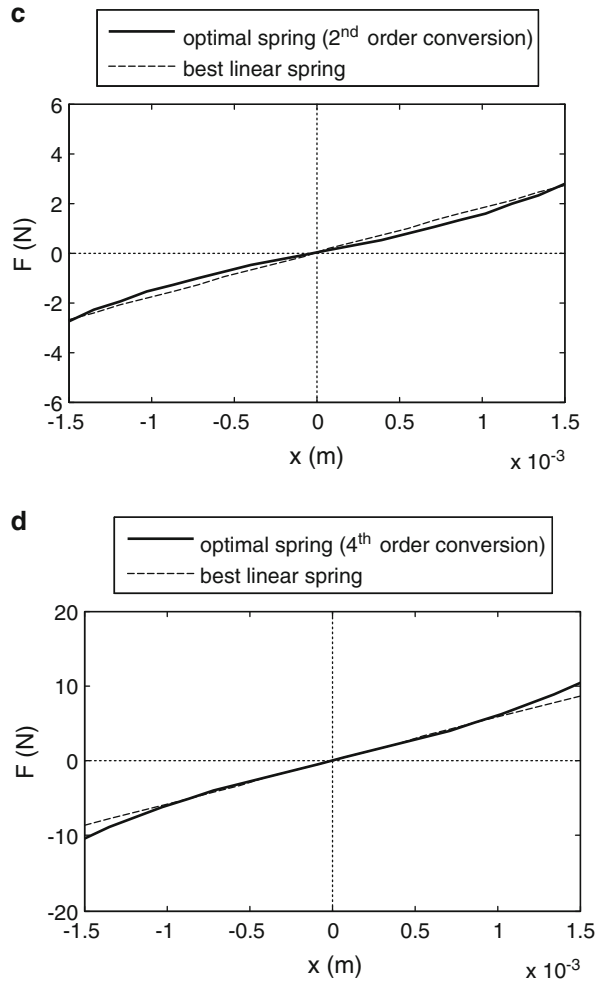 c
optimal spring (2nd order conversion)
best linear spring
6
4
2
0
-2
-4
-6
F (N)
-1.5 -1 -0.5 0 0.5 1 1.5
x (m)
x 10-3
d
optimal spring (4th order conversion)
best linear spring
20
10
0
-10
-20
F (N)
-1.5 -1 -0.5 0 0.5 1 1.5
x (m)
x 10-3